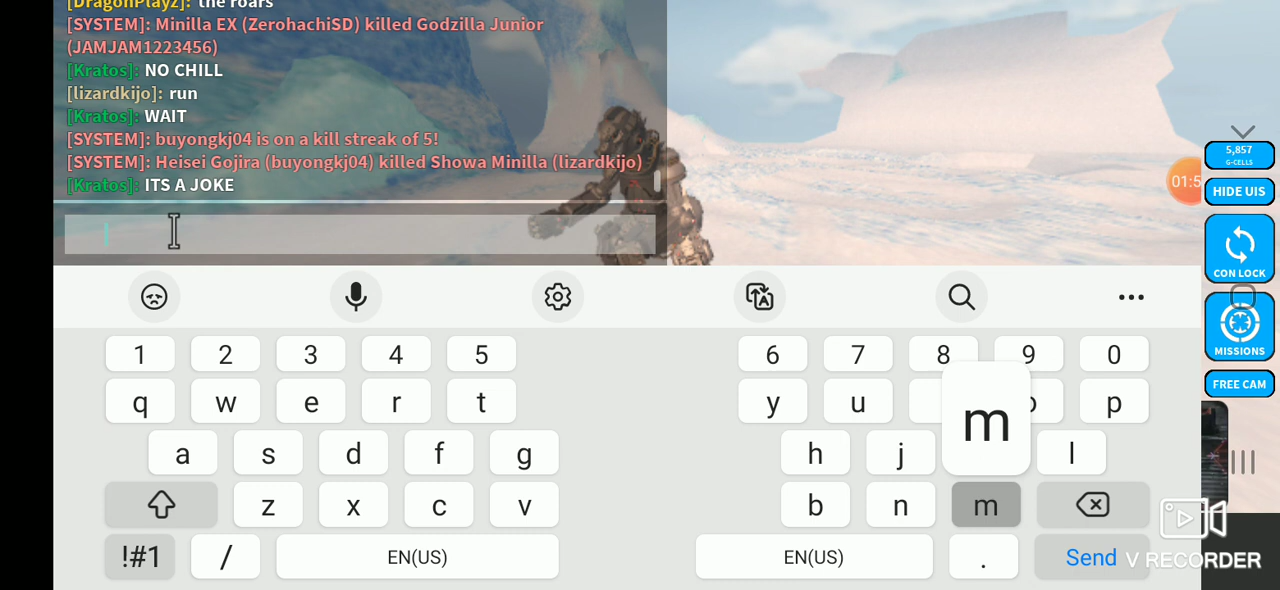 [DragonPlayz]: the roars
[SYSTEM]: Minilla EX (ZerohachiSD) killed Godzilla Junior
(JAMJAM1223456)
[Kratos]: NO CHILL
[lizardkijo]: run
[Kratos]: WAIT
[SYSTEM]: buyongkj04 is on a kill streak of 5!
[SYSTEM]: Heisei Gojira (buyongkj04) killed Showa Minilla (lizardkijo)
[Kratos]: ITS A JOKE
5,857
G-CELLS
01:5
HIDE UIS
CON LOCK
MISSIONS
FREE CAM
1 2 3 4 5 6 7 8 9 0
q w e r t y u p
m
a s d f g h j l
z x c v b n m
!#1 / EN(US) EN(US) . Send
V RECORDER